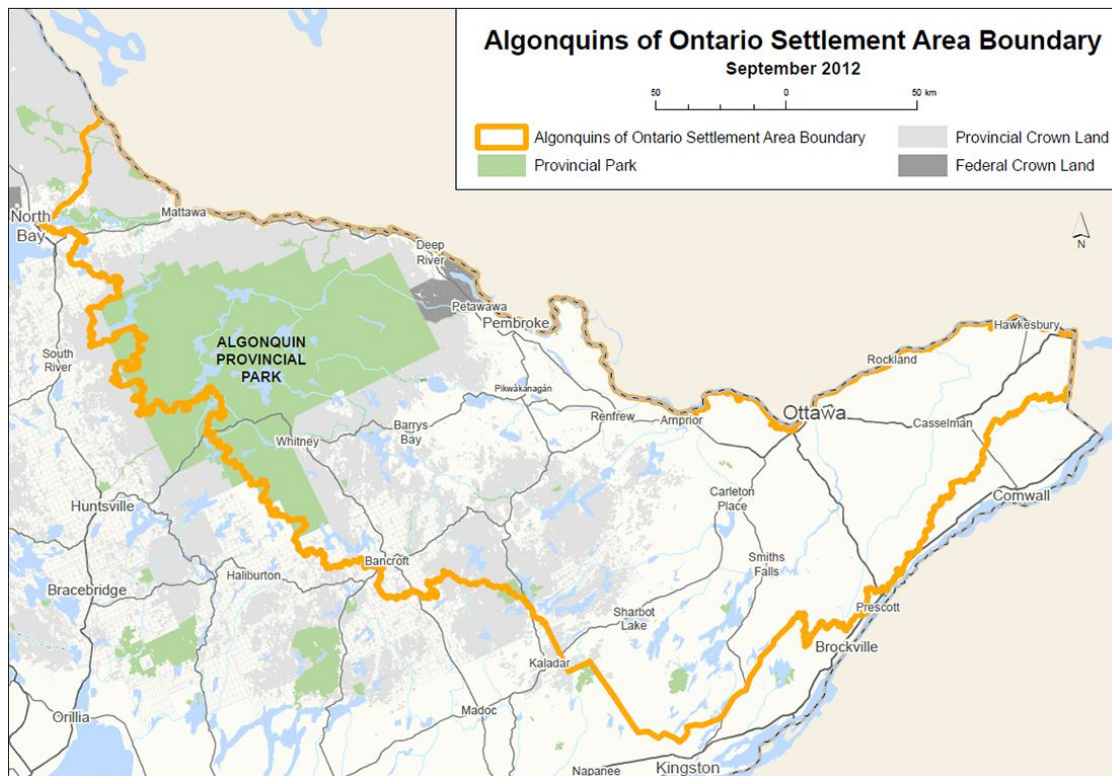 Algonquins of Ontario Settlement Area Boundary
September 2012
50 0 50 km
Algonquins of Ontario Settlement Area Boundary
Provincial Crown Land
Provincial Park
Federal Crown Land
N
North
Bay
Mattawa
Deep
River
Petawawa
Pembroke
Hawkesbury
Rockland
ALGONQUIN
PROVINCIAL
PARK
South
River
Pikwàkanagàn
Renfrew
Arnprior
Ottawa
Casselman
Barrys
Bay
Whitney
Carleton
Place
Cornwall
Huntsville
Bancroft
Smiths
Falls
Haliburton
Bracebridge
Prescott
Sharbot
Lake
Brockville
Kaladar
Madoc
Orillia
Napanee
Kingston